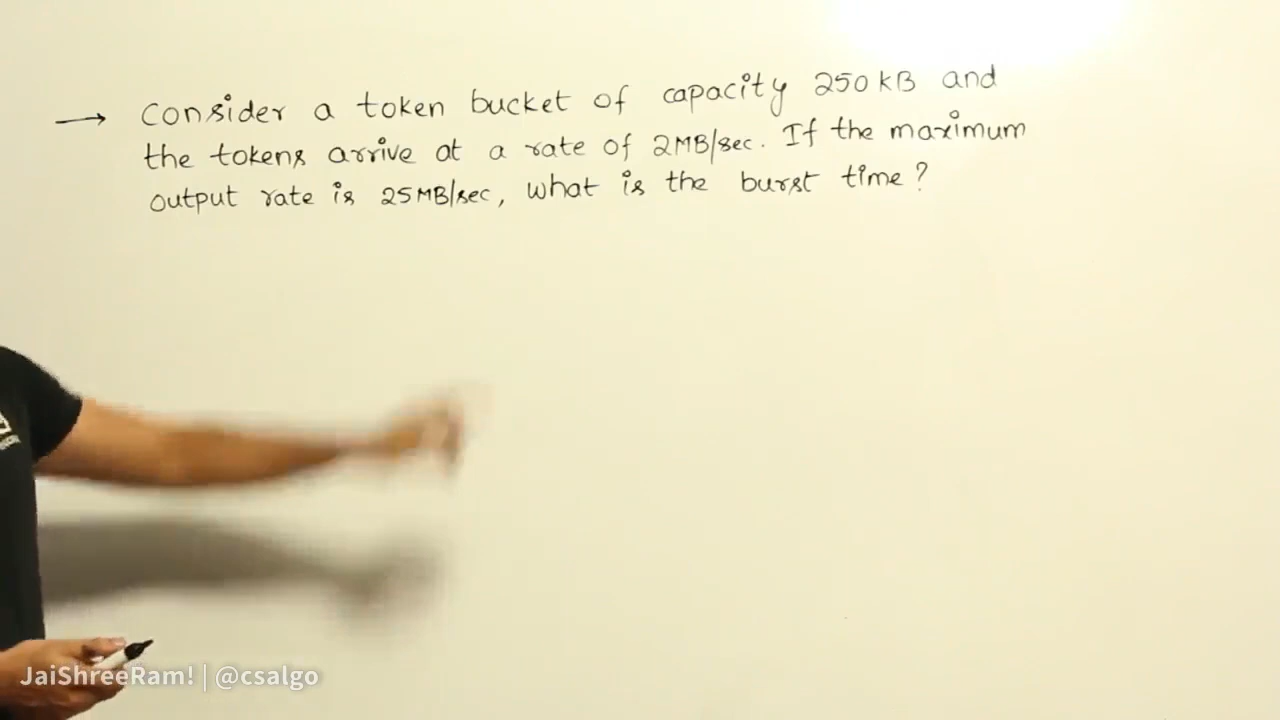 → Consider a token bucket of capacity 250 kB and
the tokens arrive at a rate of 2MB/sec. If the maximum
output rate is 25MB/sec, what is the burst time?
JaiShreeRam! | @csalgo